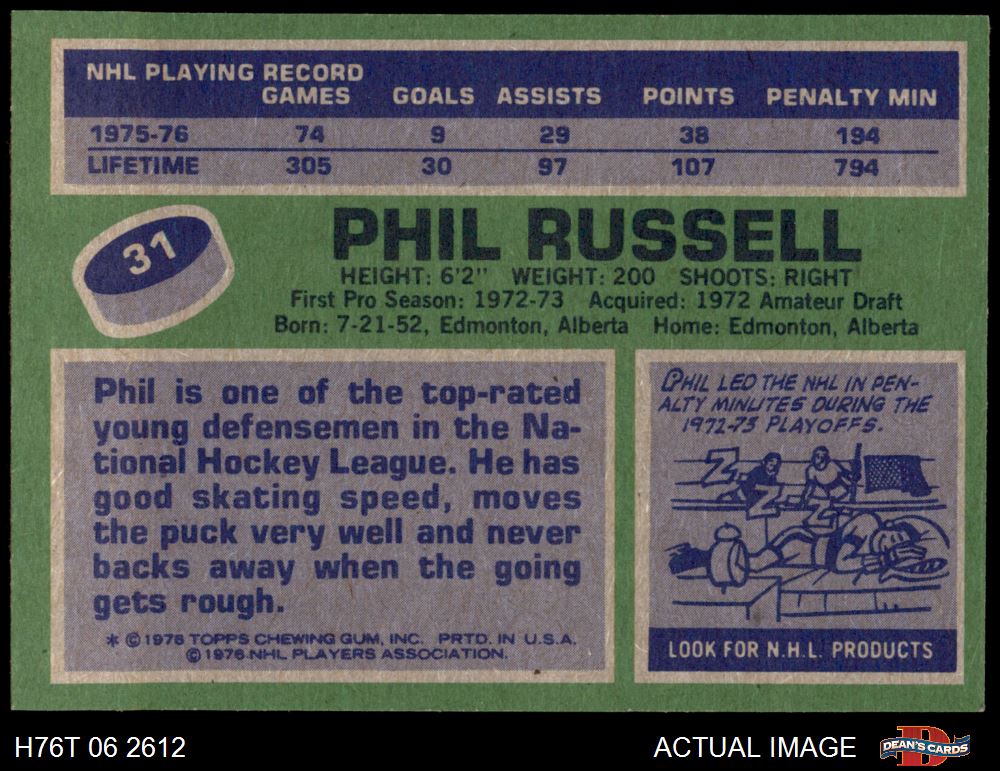 NHL PLAYING RECORD
GAMES GOALS ASSISTS POINTS PENALTY MIN
1975-76 74 9 29 38 194
LIFETIME 305 30 97 107 794
31
PHIL RUSSELL
HEIGHT: 6'2" WEIGHT: 200 SHOOTS: RIGHT
First Pro Season: 1972-73 Acquired: 1972 Amateur Draft
Born: 7-21-52, Edmonton, Alberta Home: Edmonton, Alberta
Phil is one of the top-rated
young defensemen in the Na-
tional Hockey League. He has
good skating speed, moves
the puck very well and never
backs away when the going
gets rough.
* © 1976 TOPPS CHEWING GUM, INC. PRTD. IN U.S.A.
© 1976 NHL PLAYERS ASSOCIATION.
PHIL LED THE NHL IN PEN-
ALTY MINUTES DURING THE
1972-73 PLAYOFFS.
Z
Z
Z
LOOK FOR N.H.L. PRODUCTS
H76T 06 2612
ACTUAL IMAGE
D
DEAN'S CARDS